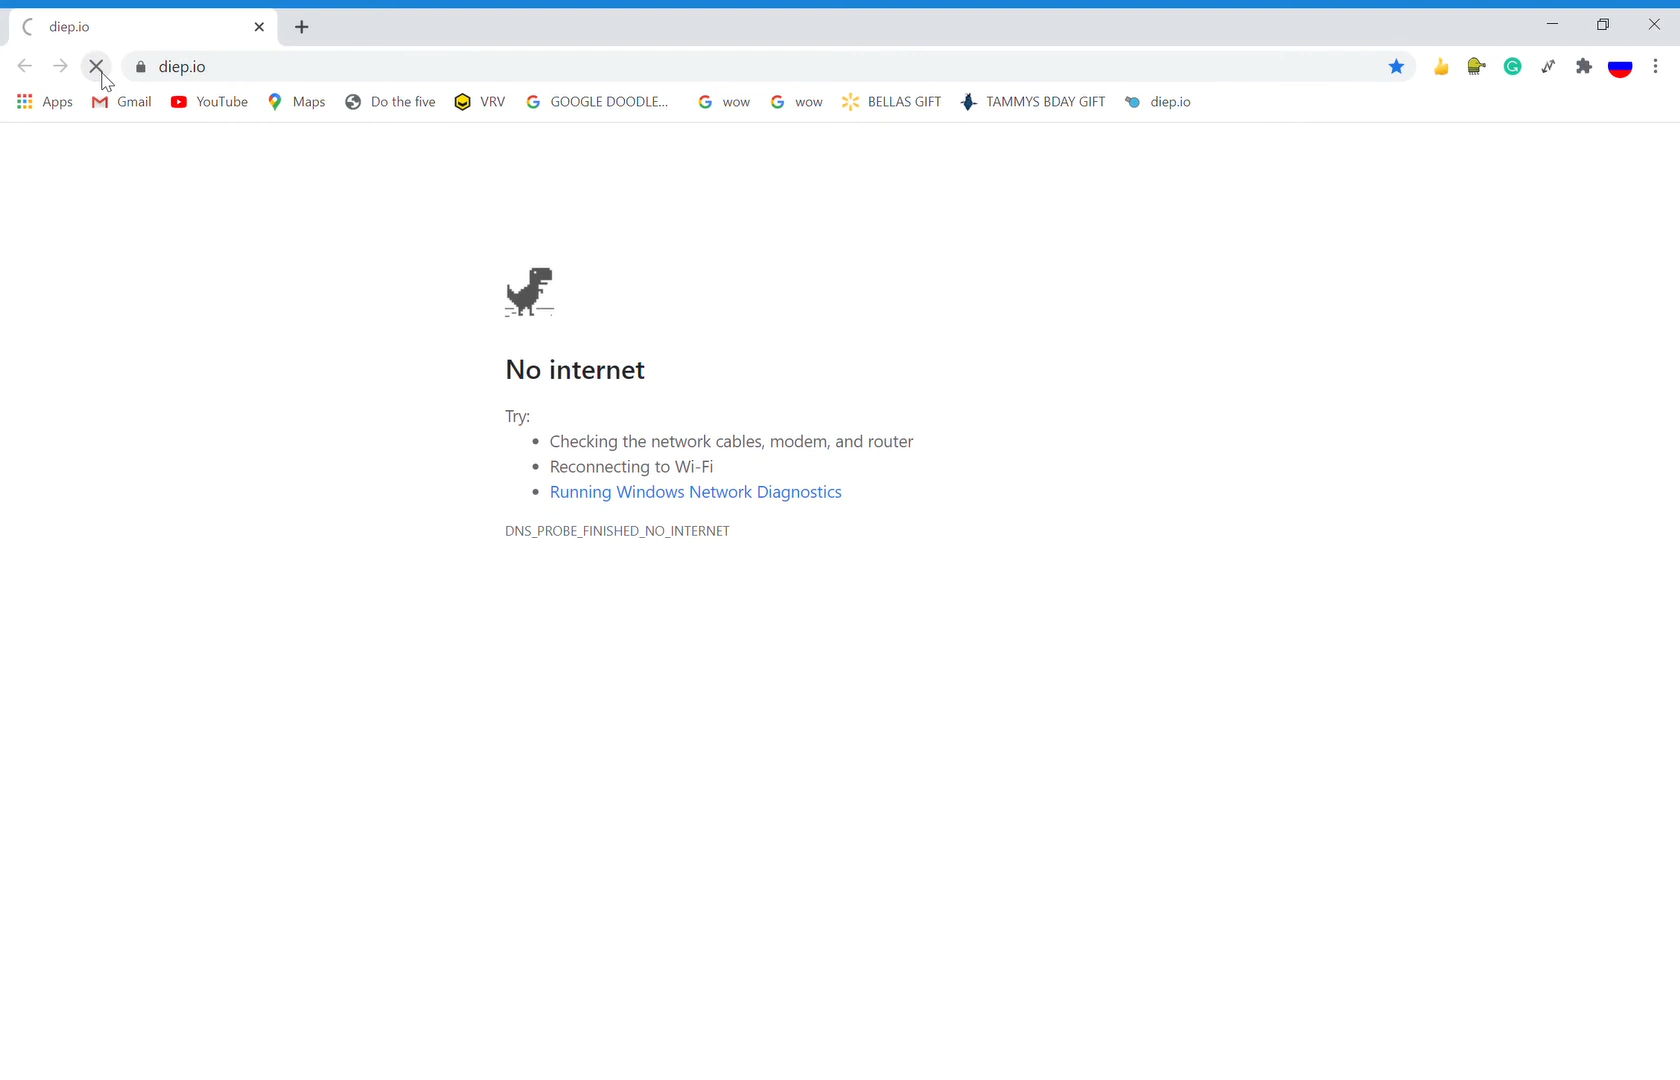 diep.io
diep.io
Apps Gmail YouTube Maps Do the five VRV GOOGLE DOODLE... wow wow BELLAS GIFT TAMMYS BDAY GIFT diep.io
No internet
Try:
• Checking the network cables, modem, and router
• Reconnecting to Wi-Fi
• Running Windows Network Diagnostics
DNS_PROBE_FINISHED_NO_INTERNET